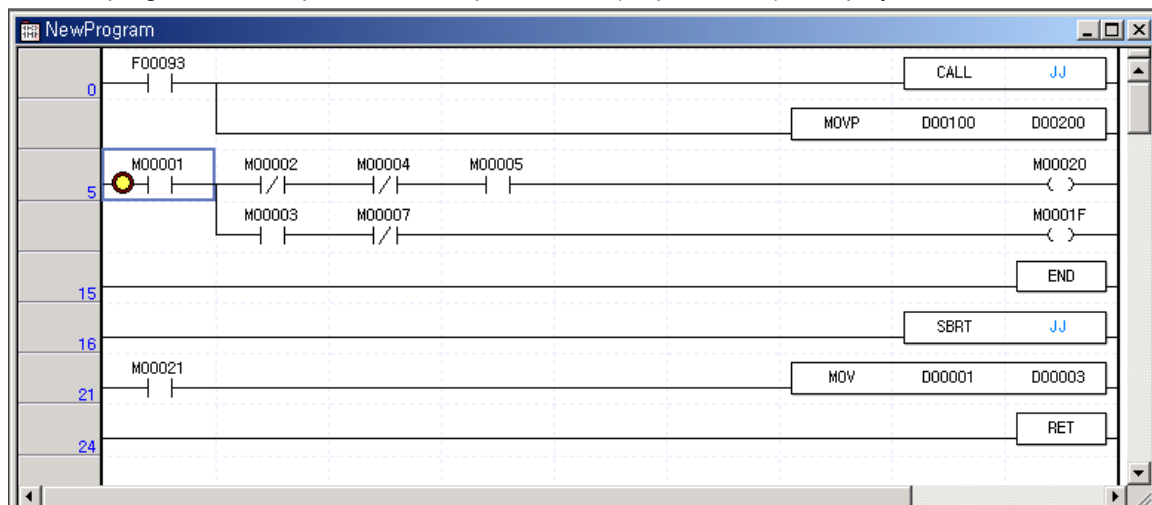 NewProgram
F00093
0 CALL JJ
MOVP D00100 D00200
M00001 M00002 M00004 M00005 M00020
5
M00003 M00007 M0001F
END
15
SBRT JJ
16
M00021
21 MOV D00001 D00003
RET
24